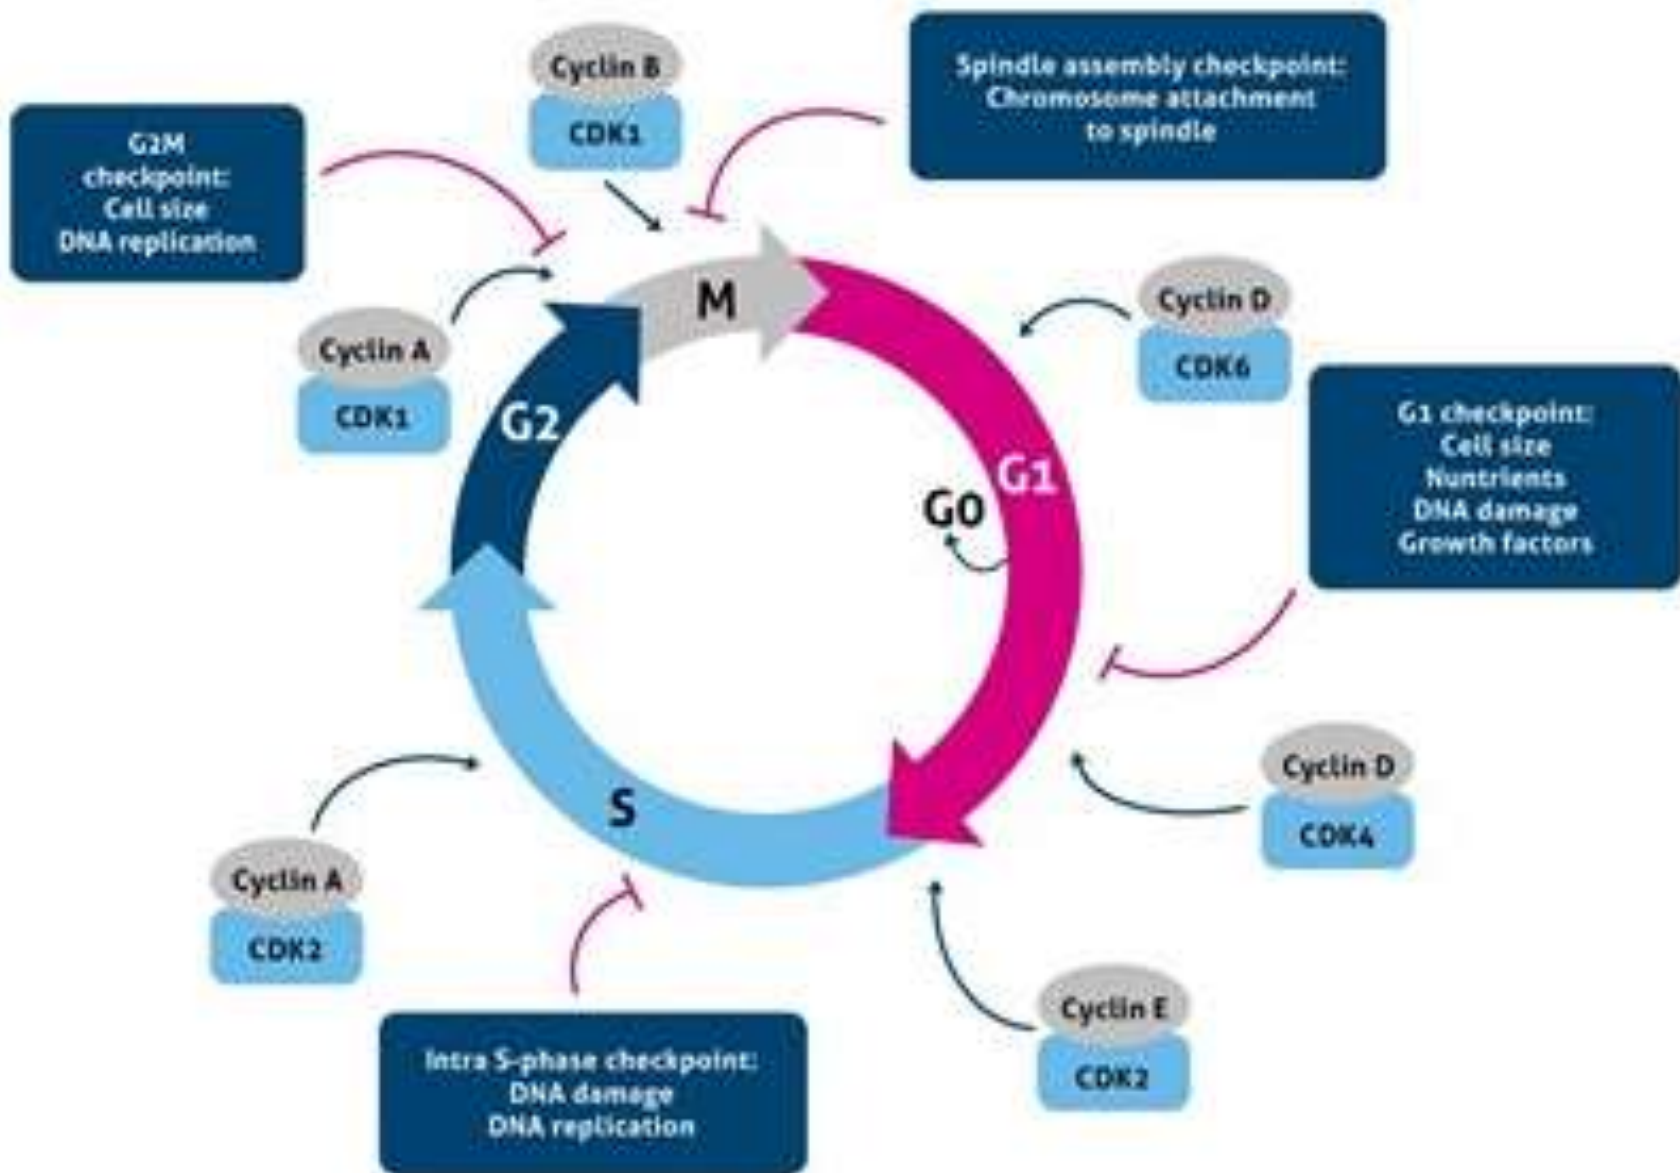 Cyclin B
CDK1
Spindle assembly checkpoint:
Chromosome attachment
to spindle
G2M
checkpoint:
Cell size
DNA replication
M
Cyclin A
CDK1
G2
Cyclin D
CDK6
G1 checkpoint:
Cell size
Nuntrients
DNA damage
Growth factors
G1
G0
Cyclin D
CDK4
S
Cyclin A
CDK2
Cyclin E
CDK2
Intra S-phase checkpoint:
DNA damage
DNA replication